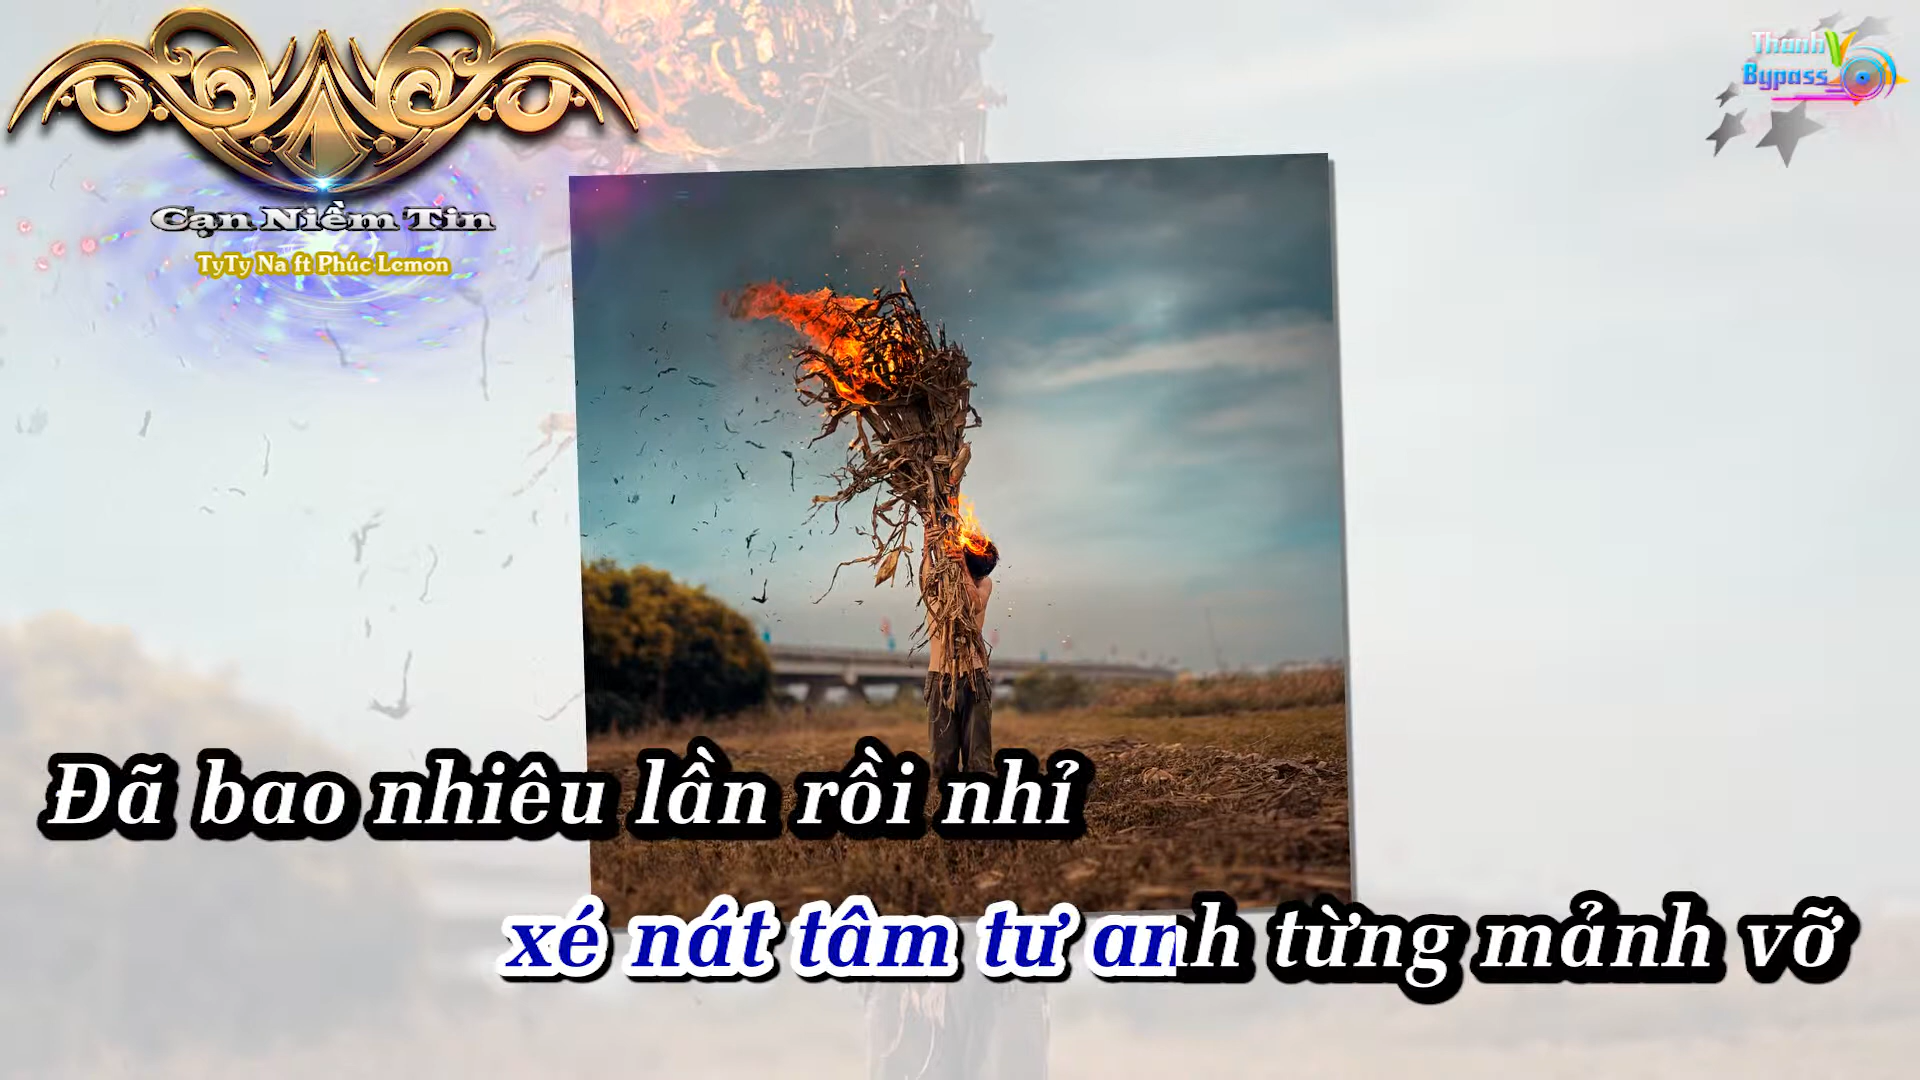 Thanh V
Bypass
Cạn Niềm Tin
TyTy Na ft Phúc Lemon
Đã bao nhiêu lần rồi nhỉ
xé nát tâm tư anh từng mảnh vỡ